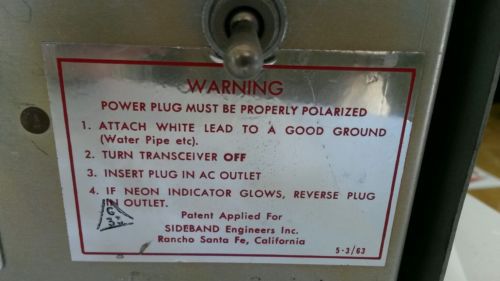 WARNING
POWER PLUG MUST BE PROPERLY POLARIZED
1. ATTACH WHITE LEAD TO A GOOD GROUND
(Water Pipe etc).
2. TURN TRANSCEIVER OFF
3. INSERT PLUG IN AC OUTLET
4. IF NEON INDICATOR GLOWS, REVERSE PLUG
IN OUTLET.
Patent Applied For
SIDEBAND Engineers Inc.
Rancho Santa Fe, California
5-3/63